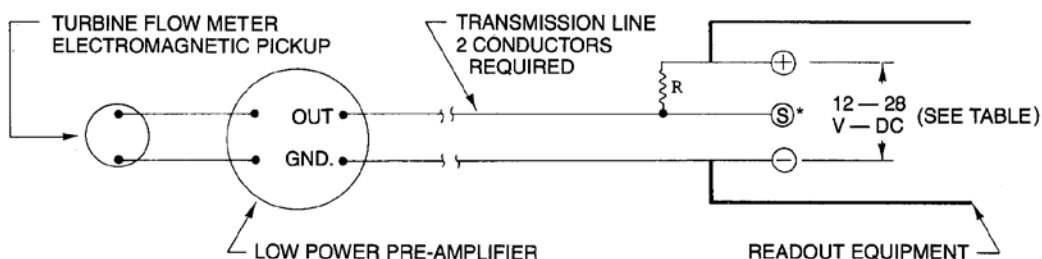 TURBINE FLOW METER
ELECTROMAGNETIC PICKUP
TRANSMISSION LINE
2 CONDUCTORS
REQUIRED
R
+
OUT
S*
12 — 28
V — DC
(SEE TABLE)
GND.
−
LOW POWER PRE-AMPLIFIER
READOUT EQUIPMENT